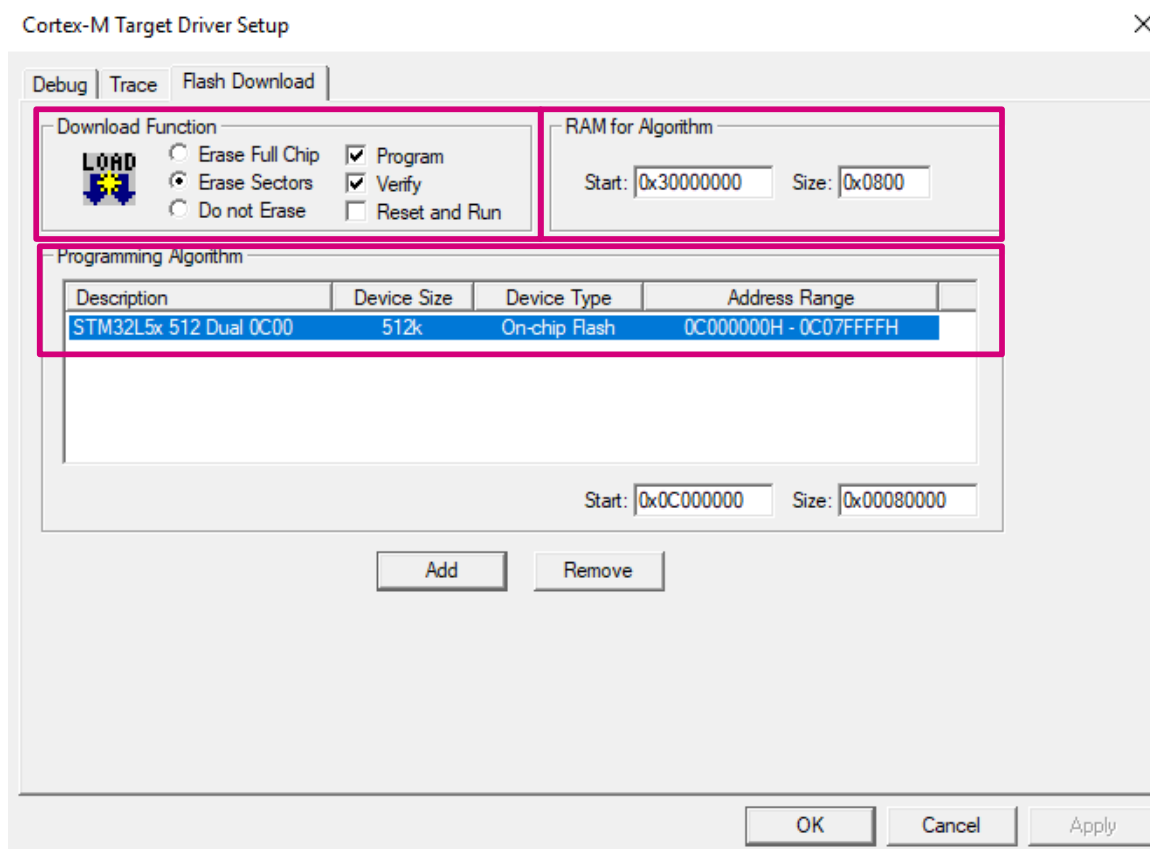 Cortex-M Target Driver Setup
Debug Trace Flash Download
Download Function
LOAD
Erase Full Chip
Erase Sectors
Do not Erase
Program
Verify
Reset and Run
RAM for Algorithm
Start: 0x30000000 Size: 0x0800
Programming Algorithm
Description Device Size Device Type Address Range
STM32L5x 512 Dual 0C00 512k On-chip Flash 0C000000H - 0C07FFFFH
Start: 0x0C000000 Size: 0x00080000
Add Remove
OK Cancel Apply